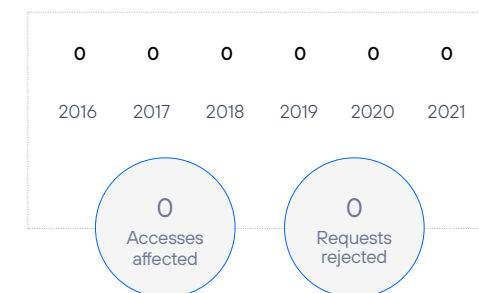 0 0 0 0 0 0
2016 2017 2018 2019 2020 2021
0
Accesses
affected
0
Requests
rejected